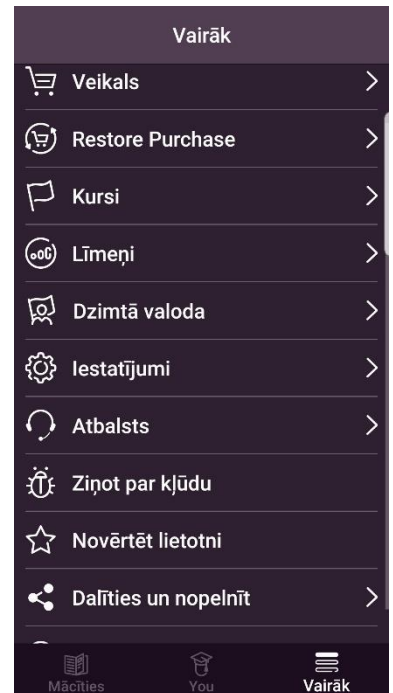 Vairāk
Veikals
Restore Purchase
Kursi
Līmeņi
Dzimtā valoda
Iestatījumi
Atbalsts
Ziņot par kļūdu
Novērtēt lietotni
Dalīties un nopelnīt
Mācīties
You
Vairāk